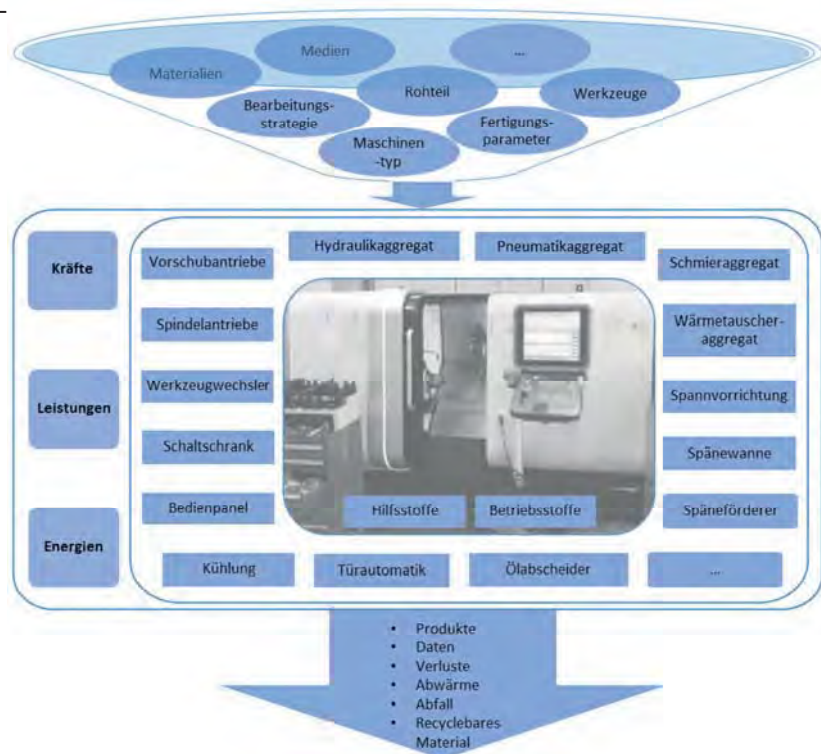 Medien
...
Materialien
Rohteil
Werkzeuge
Bearbeitungs-
strategie
Fertigungs-
parameter
Maschinen
-typ
Kräfte
Leistungen
Energien
Hydraulikaggregat
Pneumatikaggregat
Vorschubantriebe
Schmieraggregat
Spindelantriebe
Wärmetauscher-
aggregat
Werkzeugwechsler
Spannvorrichtung
Schaltschrank
Spänewanne
Bedienpanel
Hilfsstoffe
Betriebsstoffe
Späneförderer
Kühlung
Türautomatik
Ölabscheider
...
• Produkte
• Daten
• Verluste
• Abwärme
• Abfall
• Recyclebares
Material